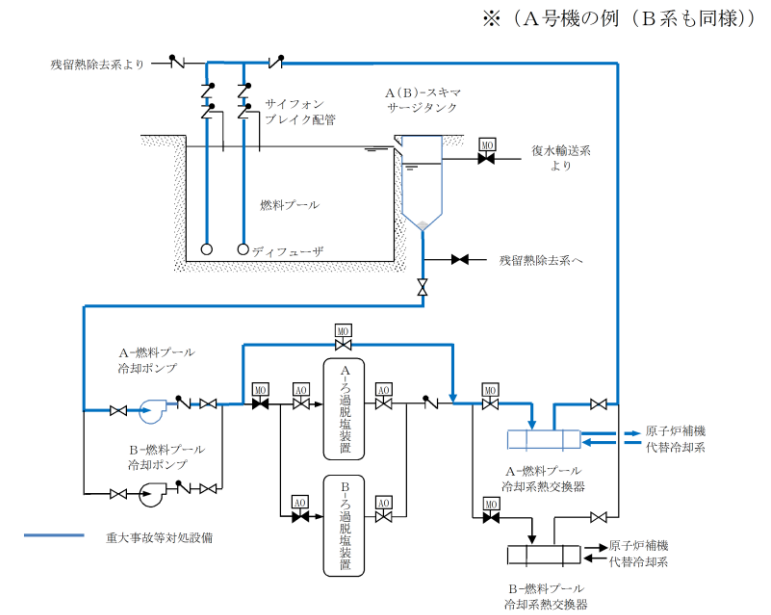 ※（A号機の例（B系も同様））
残留熱除去系より
サイフォン
ブレイク配管
A(B)-スキマ
サージタンク
MO
復水輸送系
より
燃料プール
ディフューザ
残留熱除去系へ
MO
A-燃料プール
冷却ポンプ
MO
AO
A-ろ過脱塩装置
AO
MO
原子炉補機
代替冷却系
B-燃料プール
冷却ポンプ
A-燃料プール
冷却系熱交換器
AO
B-ろ過脱塩装置
AO
MO
重大事故等対処設備
原子炉補機
代替冷却系
B-燃料プール
冷却系熱交換器